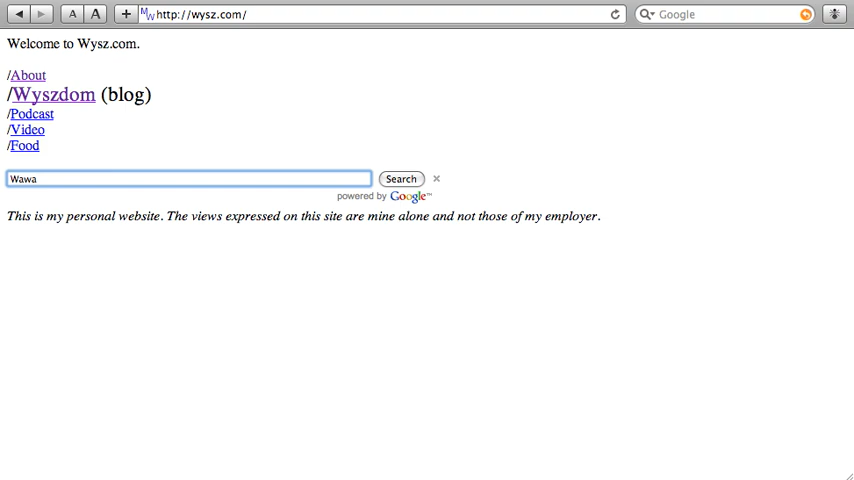 A A + MW http://wysz.com/ Google
Welcome to Wysz.com.
/About
/Wyszdom (blog)
/Podcast
/Video
/Food
Wawa Search ×
powered by Google™
This is my personal website. The views expressed on this site are mine alone and not those of my employer.